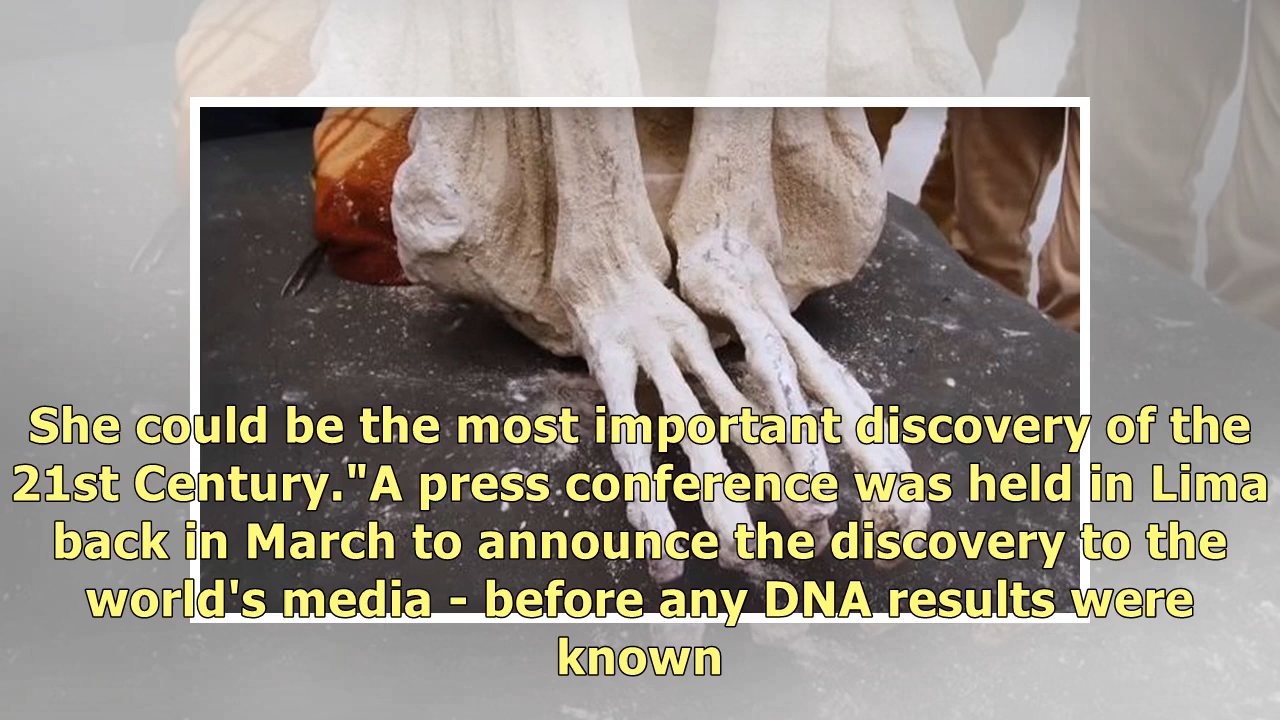 She could be the most important discovery of the
21st Century."A press conference was held in Lima
back in March to announce the discovery to the
world's media - before any DNA results were
known